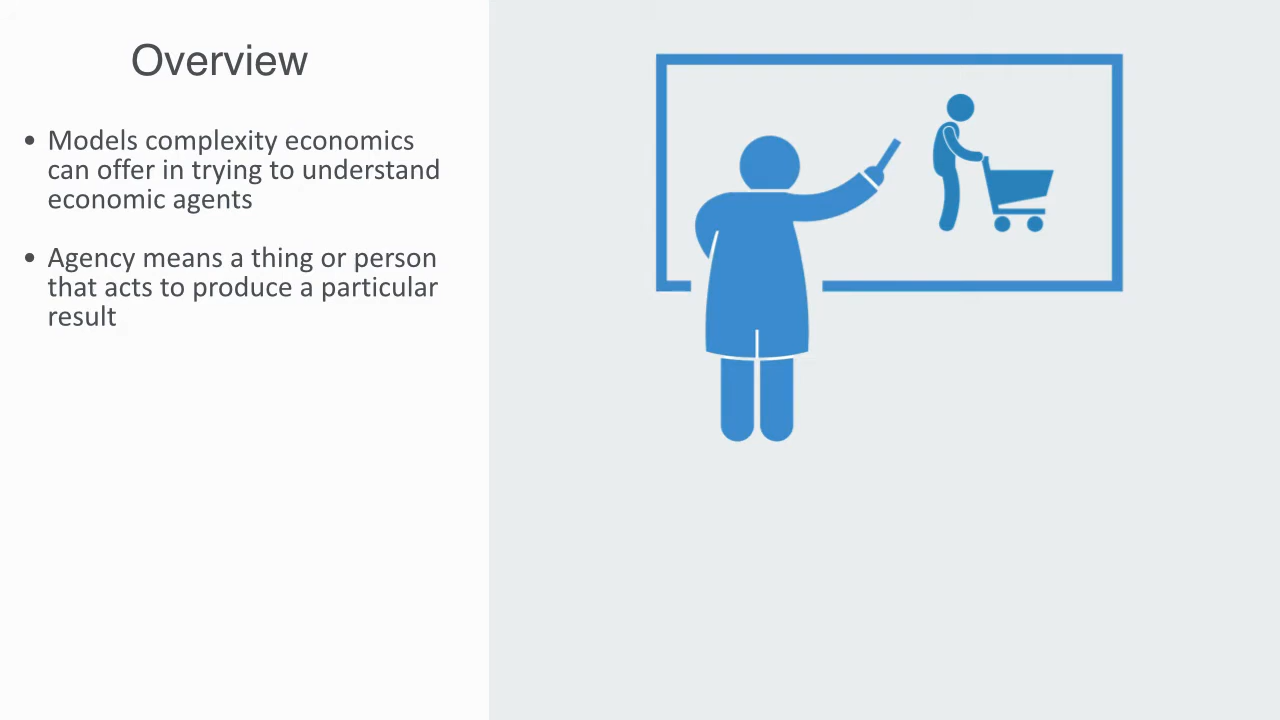 Overview
• Models complexity economics
can offer in trying to understand
economic agents
• Agency means a thing or person
that acts to produce a particular
result